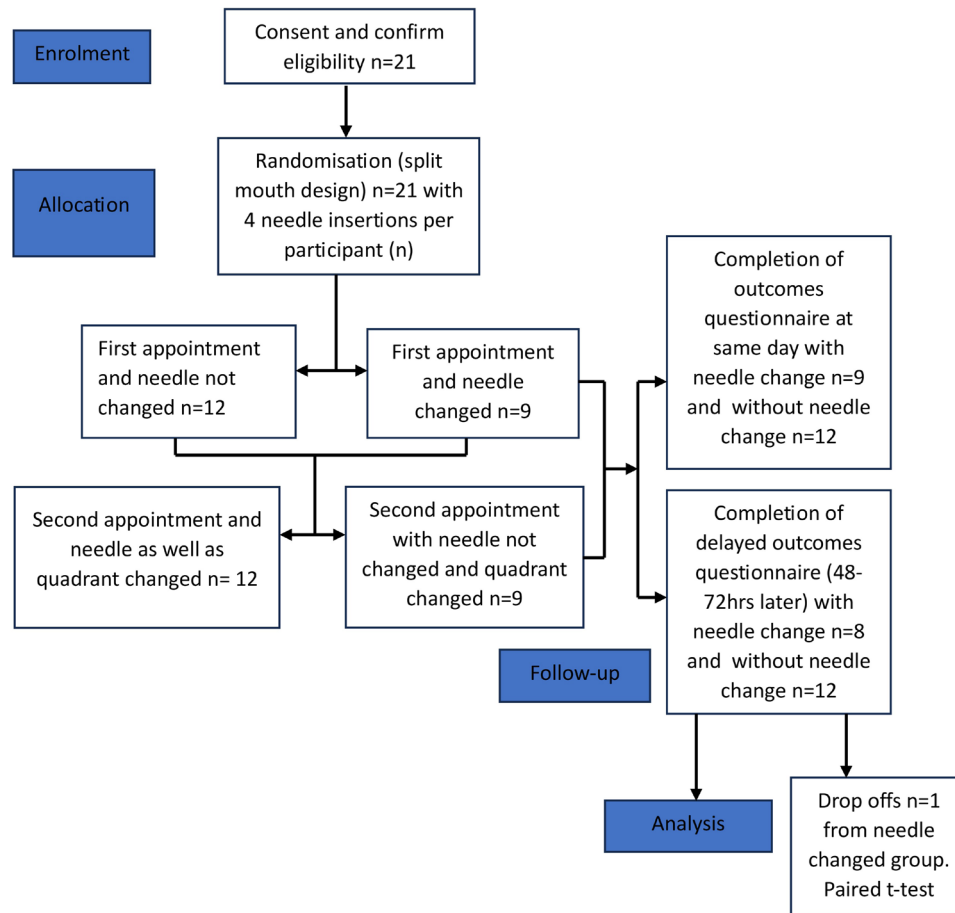 Enrolment
Consent and confirm
eligibility n=21
Allocation
Randomisation (split
mouth design) n=21 with
4 needle insertions per
participant (n)
First appointment
and needle not
changed n=12
First appointment
and needle
changed n=9
Second appointment and
needle as well as
quadrant changed n= 12
Second appointment
with needle not
changed and quadrant
changed n=9
Completion of
outcomes
questionnaire at
same day with
needle change n=9
and  without needle
change n=12
Completion of
delayed outcomes
questionnaire (48-
72hrs later) with
needle change n=8
and  without needle
change n=12
Follow-up
Analysis
Drop offs n=1
from needle
changed group.
Paired t-test